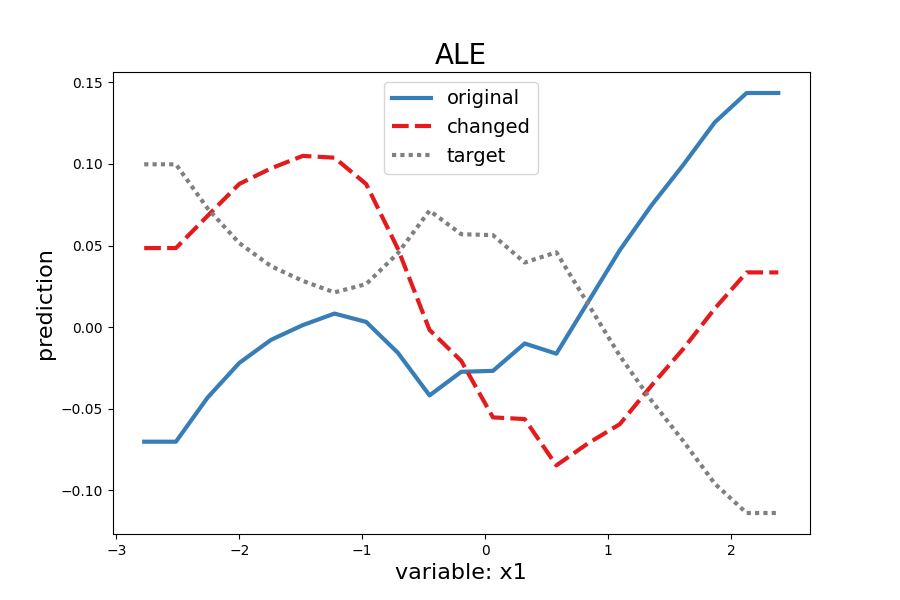 ALE
original
changed
target
prediction
0.15
0.10
0.05
0.00
−0.05
−0.10
−3
−2
−1
0
1
2
variable: x1